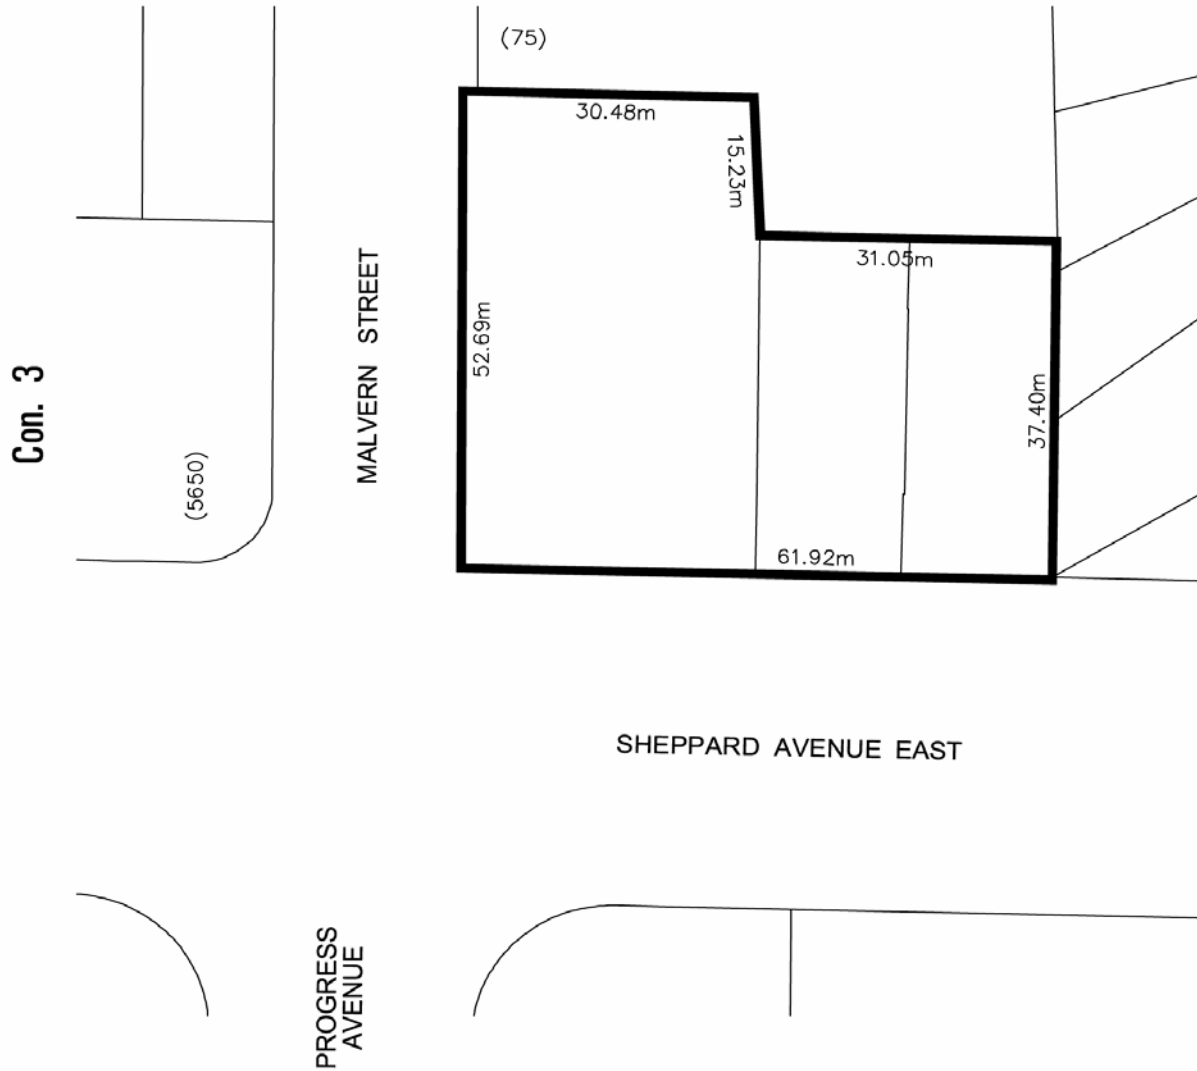 (75)
30.48m
15.23m
31.05m
MALVERN STREET
52.69m
Con. 3
37.40m
(5650)
61.92m
SHEPPARD AVENUE EAST
PROGRESS
AVENUE